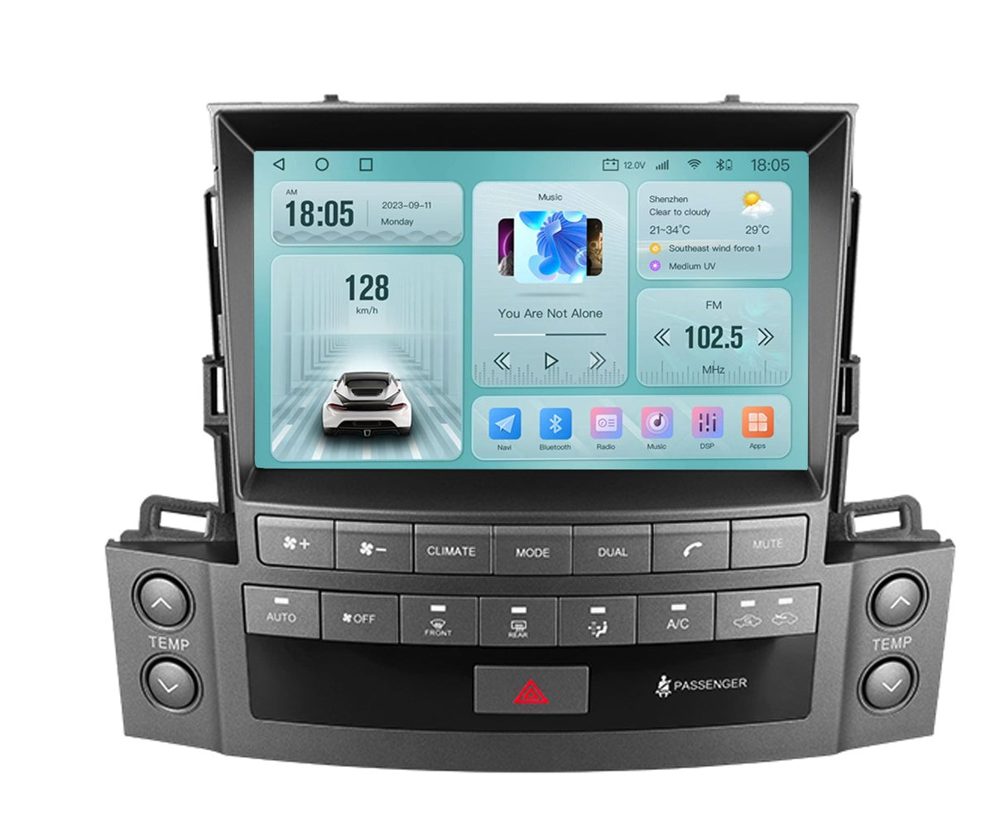 12.0V
18:05
AM
18:05
2023-09-11
Monday
128
km/h
Music
You Are Not Alone
Shenzhen
Clear to cloudy
21~34°C
29°C
Southeast wind force 1
Medium UV
FM
102.5
MHz
Navi
Bluetooth
Radio
Music
DSP
Apps
+
−
CLIMATE
MODE
DUAL
MUTE
AUTO
OFF
FRONT
REAR
A/C
TEMP
TEMP
PASSENGER